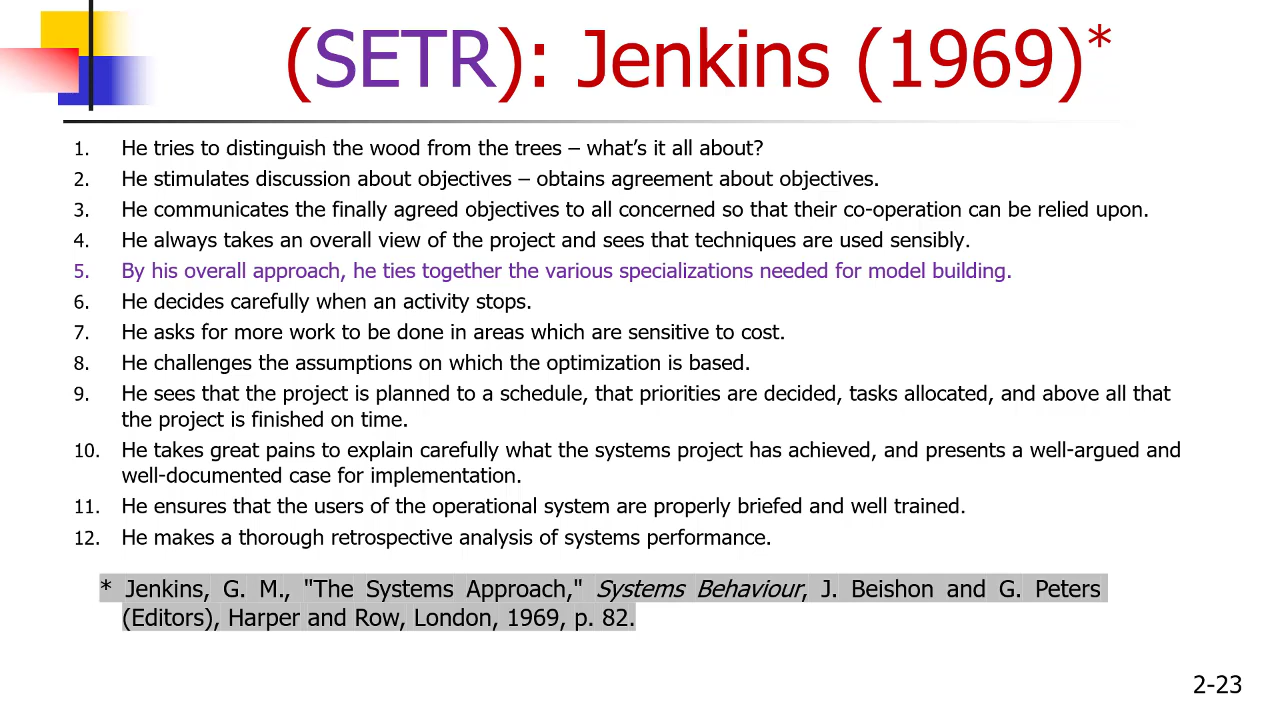 (SETR): Jenkins (1969)*
1. He tries to distinguish the wood from the trees – what's it all about?
2. He stimulates discussion about objectives – obtains agreement about objectives.
3. He communicates the finally agreed objectives to all concerned so that their co-operation can be relied upon.
4. He always takes an overall view of the project and sees that techniques are used sensibly.
5. By his overall approach, he ties together the various specializations needed for model building.
6. He decides carefully when an activity stops.
7. He asks for more work to be done in areas which are sensitive to cost.
8. He challenges the assumptions on which the optimization is based.
9. He sees that the project is planned to a schedule, that priorities are decided, tasks allocated, and above all that
the project is finished on time.
10. He takes great pains to explain carefully what the systems project has achieved, and presents a well-argued and
well-documented case for implementation.
11. He ensures that the users of the operational system are properly briefed and well trained.
12. He makes a thorough retrospective analysis of systems performance.
* Jenkins, G. M., "The Systems Approach," Systems Behaviour, J. Beishon and G. Peters
(Editors), Harper and Row, London, 1969, p. 82.
2-23